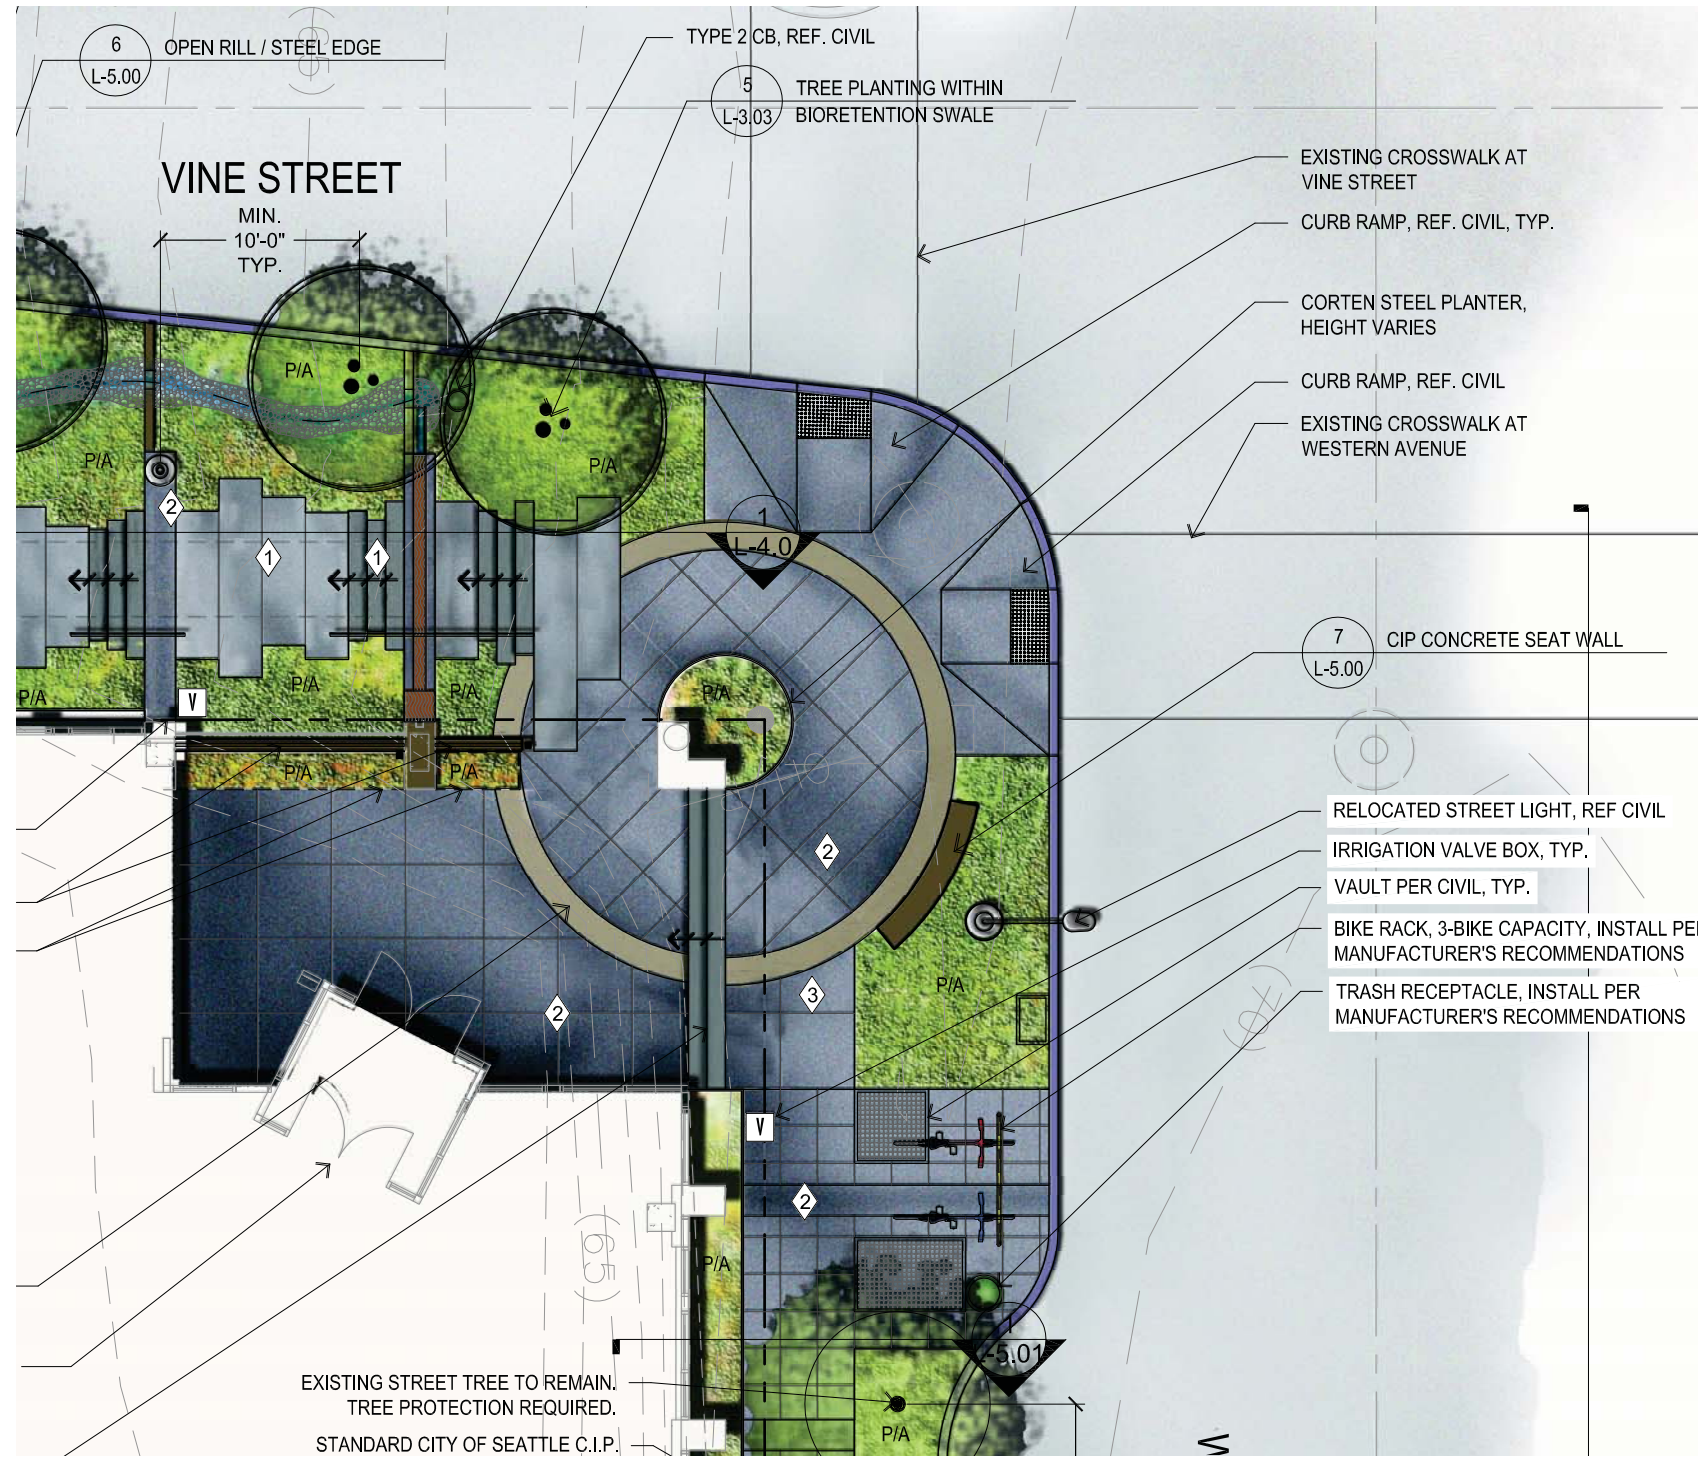 6
OPEN RILL / STEEL EDGE
L-5.00
TYPE 2 CB, REF. CIVIL
5
TREE PLANTING WITHIN
L-3.03
BIORETENTION SWALE
VINE STREET
MIN.
10'-0"
TYP.
EXISTING CROSSWALK AT
VINE STREET
CURB RAMP, REF. CIVIL, TYP.
CORTEN STEEL PLANTER,
HEIGHT VARIES
CURB RAMP, REF. CIVIL
EXISTING CROSSWALK AT
WESTERN AVENUE
P/A
P/A
P/A
2
1
1
1
L-4.0
7
CIP CONCRETE SEAT WALL
L-5.00
P/A
P/A
P/A
P/A
V
P/A
P/A
RELOCATED STREET LIGHT, REF CIVIL
IRRIGATION VALVE BOX, TYP.
2
VAULT PER CIVIL, TYP.
BIKE RACK, 3-BIKE CAPACITY, INSTALL PER
MANUFACTURER'S RECOMMENDATIONS
TRASH RECEPTACLE, INSTALL PER
MANUFACTURER'S RECOMMENDATIONS
P/A
3
2
V
2
(65)
P/A
1
L-5.01
EXISTING STREET TREE TO REMAIN.
TREE PROTECTION REQUIRED.
P/A
STANDARD CITY OF SEATTLE C.I.P.
W